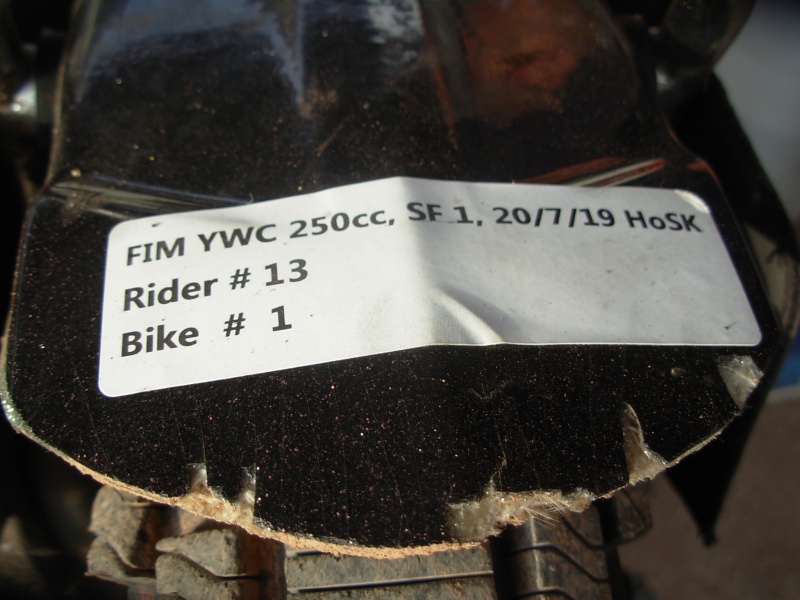 FIM YWC 250cc, SF 1, 20/7/19 HoSK
Rider # 13
Bike # 1